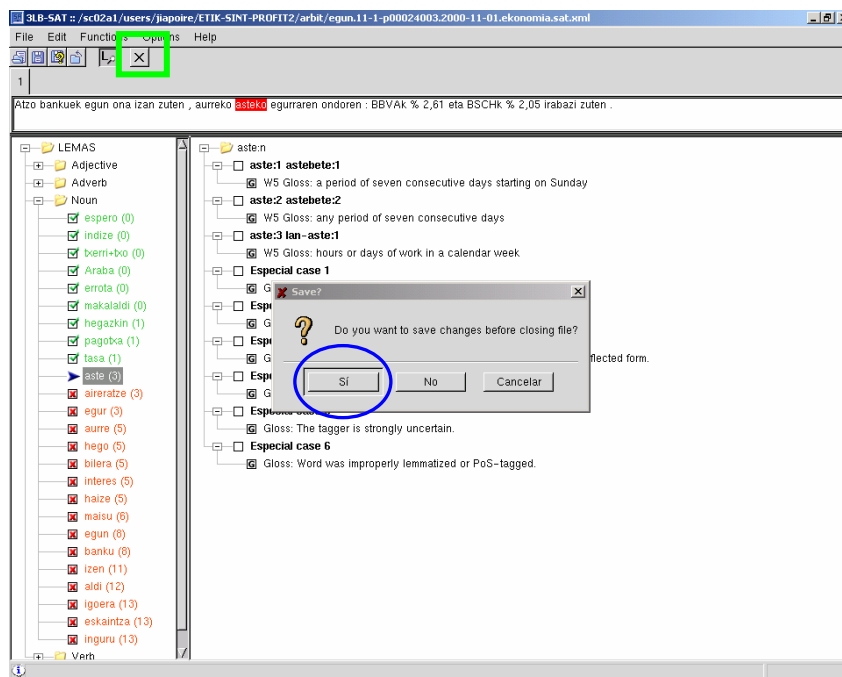 3LB-SAT :: /sc02a1/users/jiapoire/ETIK-SINT-PROFIT2/arbit/egun.11-1-p00024003.2000-11-01.ekonomia.sat.xml
File Edit Functions Options Help
1
Atzo bankuek egun ona izan zuten , aurreko asteko egurraren ondoren : BBVAk % 2,61 eta BSCHk % 2,05 irabazi zuten .
LEMAS
Adjective
Adverb
Noun
espero (0)
indize (0)
txerri+txo (0)
Araba (0)
errota (0)
makalaldi (0)
hegazkin (1)
pagotxa (1)
tasa (1)
aste (3)
aireratze (3)
egur (3)
aurre (5)
hego (5)
bilera (5)
interes (5)
haize (5)
maisu (6)
egun (8)
banku (8)
izen (11)
aldi (12)
igoera (13)
eskaintza (13)
inguru (13)
Verb
aste:n
aste:1 astebete:1
G W5 Gloss: a period of seven consecutive days starting on Sunday
aste:2 astebete:2
G W5 Gloss: any period of seven consecutive days
aste:3 lan-aste:1
G W5 Gloss: hours or days of work in a calendar week
Especial case 1
G
G
G flected form.
G
G Gloss: The tagger is strongly uncertain.
Especial case 6
G Gloss: Word was improperly lemmatized or PoS-tagged.
Save?
Do you want to save changes before closing file?
Sí No Cancelar